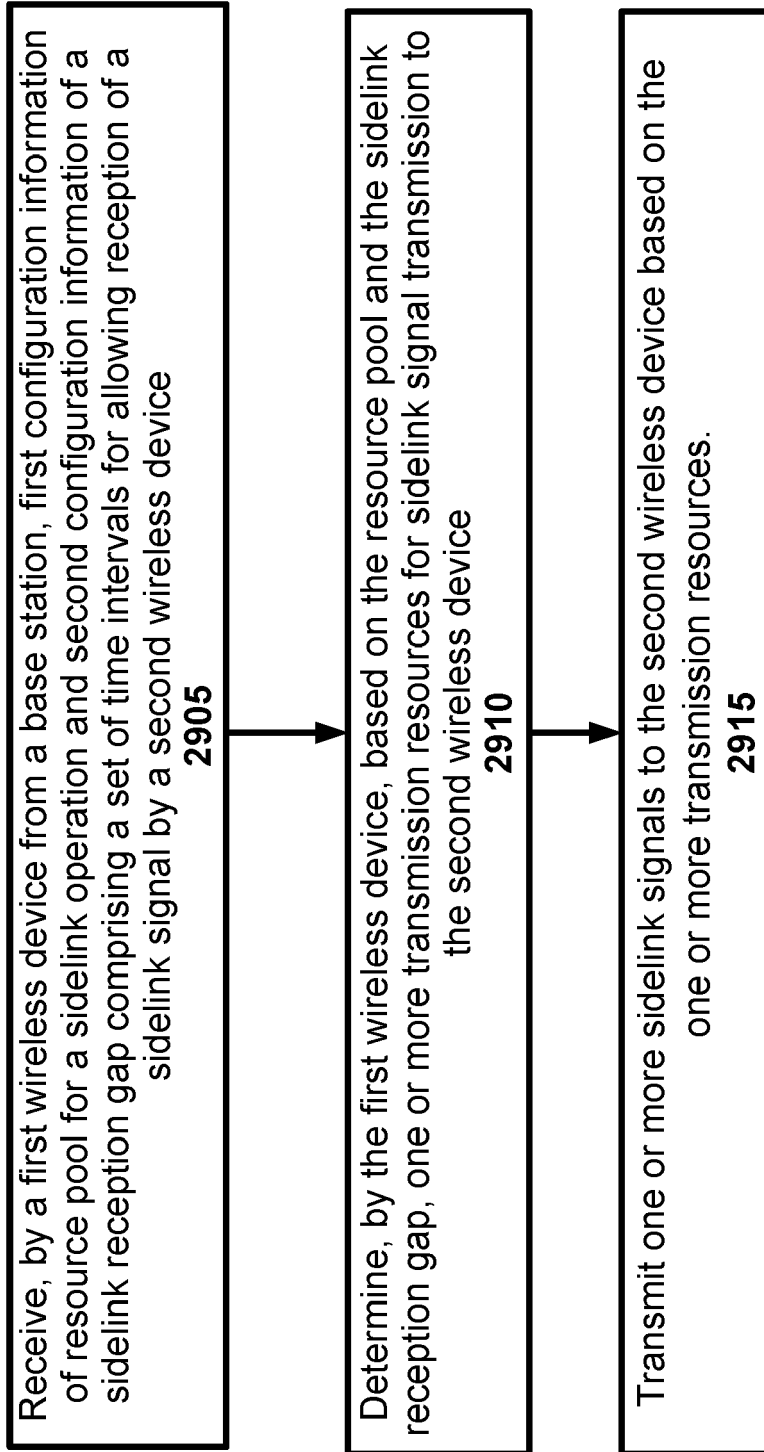 Receive, by a first wireless device from a base station, first configuration information
of resource pool for a sidelink operation and second configuration information of a
sidelink reception gap comprising a set of time intervals for allowing reception of a
sidelink signal by a second wireless device
2905
Determine, by the first wireless device, based on the resource pool and the sidelink
reception gap, one or more transmission resources for sidelink signal transmission to
the second wireless device
2910
Transmit one or more sidelink signals to the second wireless device based on the
one or more transmission resources.
2915